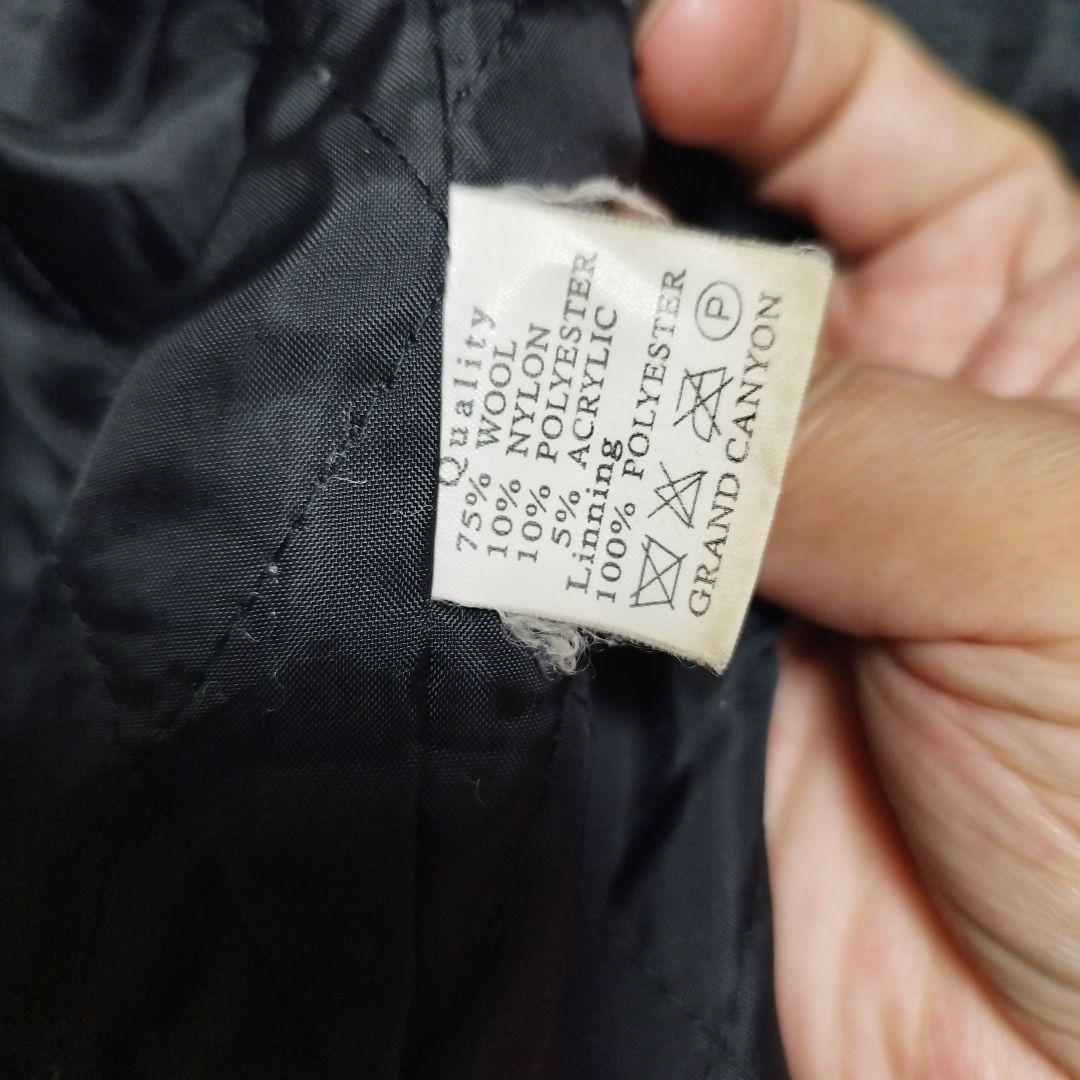 Quality
75% WOOL
10% NYLON
10% POLYESTER
5% ACRYLIC
Linning
100% POLYESTER
P
GRAND CANYON